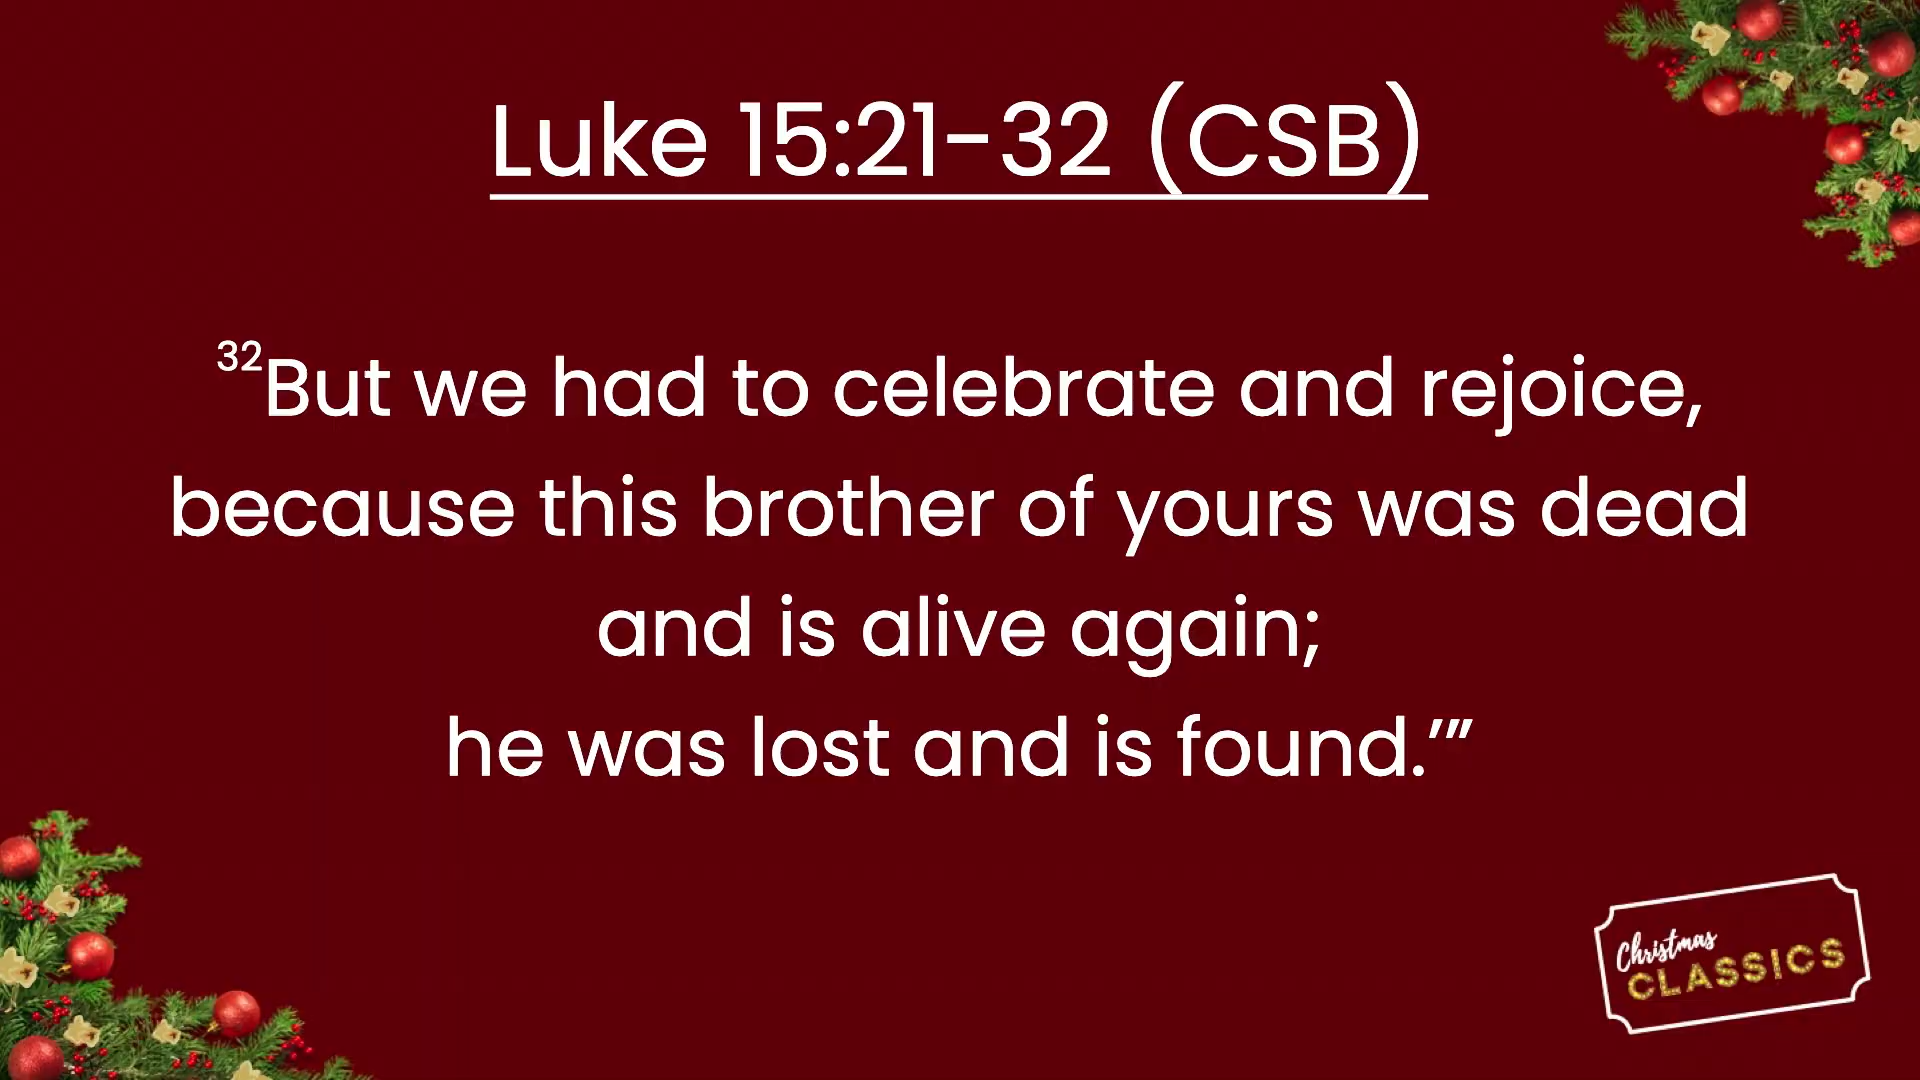 Luke 15:21-32 (CSB)
32But we had to celebrate and rejoice,
because this brother of yours was dead
and is alive again;
he was lost and is found.’”
Christmas
CLASSICS